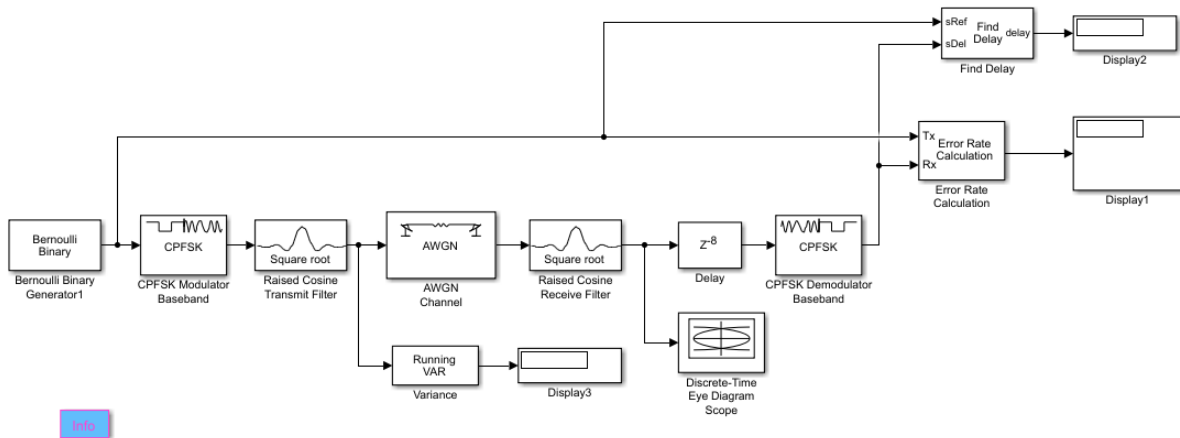 sRef
sDel
Find
Delay
delay
Find Delay
Display2
Tx
Rx
Error Rate
Calculation
Error Rate
Calculation
Display1
Bernoulli
Binary
Bernoulli Binary
Generator1
CPFSK
CPFSK Modulator
Baseband
Square root
Raised Cosine
Transmit Filter
AWGN
AWGN
Channel
Square root
Raised Cosine
Receive Filter
Z-8
Delay
CPFSK
CPFSK Demodulator
Baseband
Running
VAR
Variance
Display3
Discrete-Time
Eye Diagram
Scope
Info